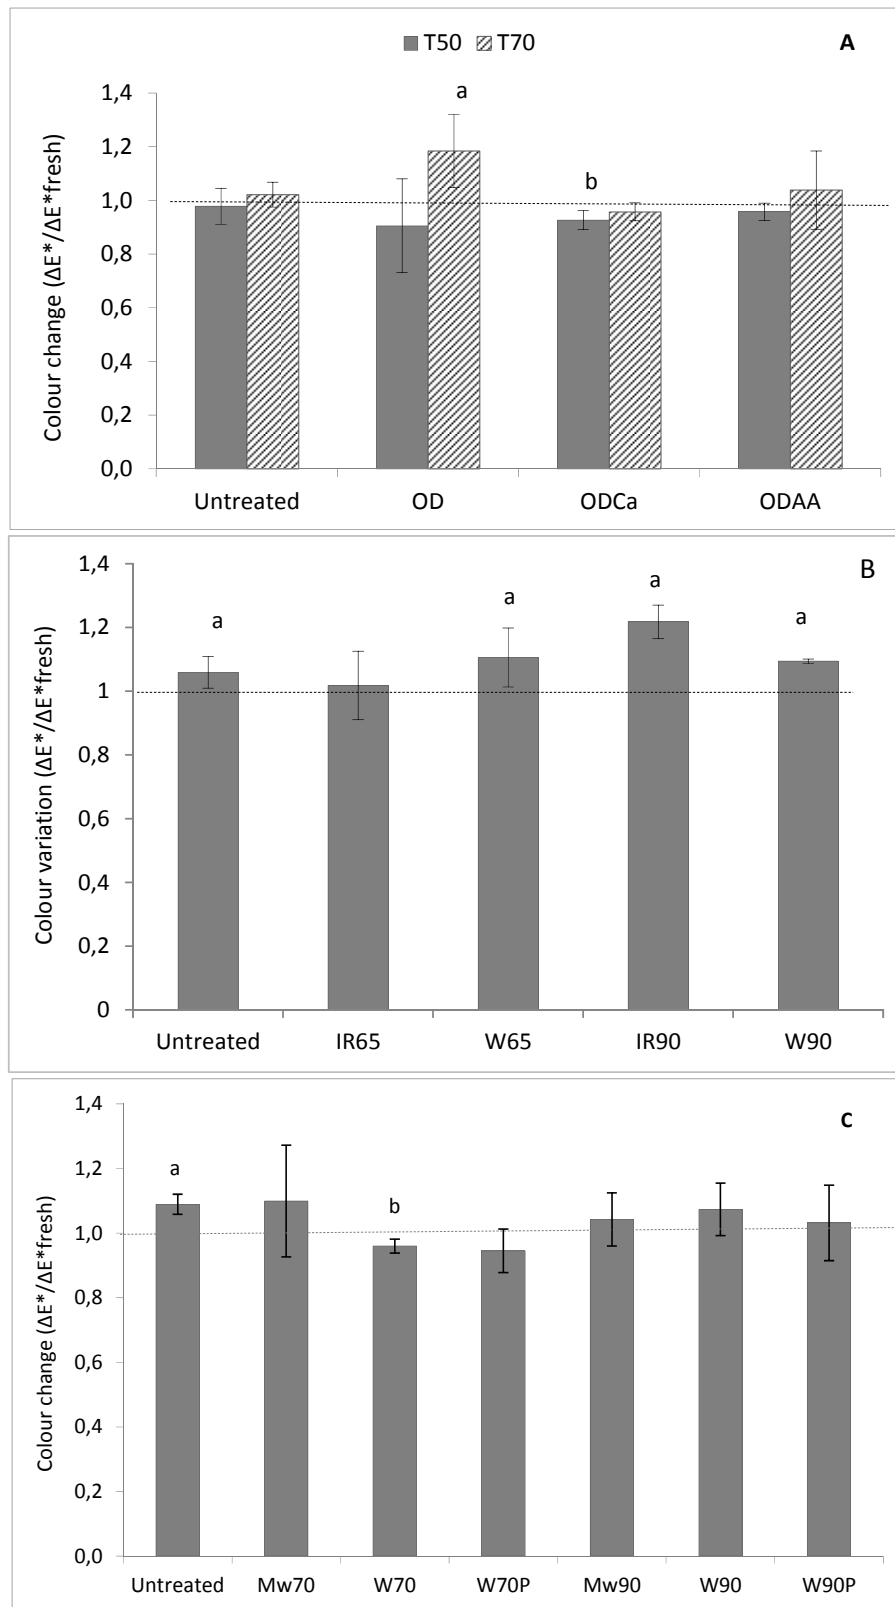 T50 T70 A
1,4
1,2
1,0
0,8
0,6
0,4
0,2
0,0
Colour change (ΔE*/ΔE*fresh)
a
b
Untreated OD ODCa ODAA
B
1,4
1,2
1
0,8
0,6
0,4
0,2
0
Colour variation (ΔE*/ΔE*fresh)
a
a
a
a
Untreated IR65 W65 IR90 W90
C
1,4
1,2
1,0
0,8
0,6
0,4
0,2
0,0
Colour change (ΔE*/ΔE*fresh)
a
b
Untreated Mw70 W70 W70P Mw90 W90 W90P